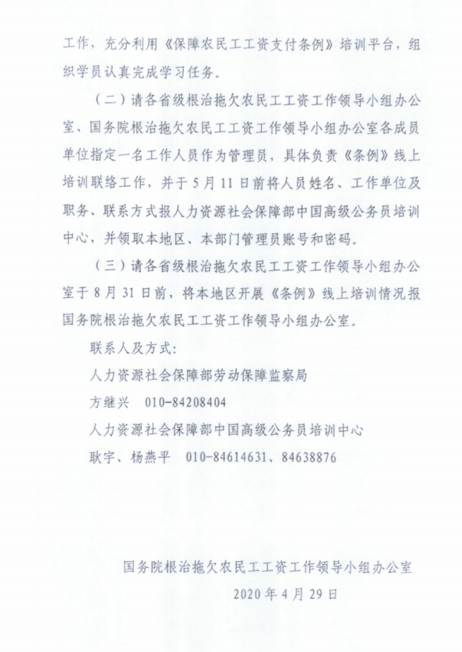 工作，充分利用《保障农民工工资支付条例》培训平台，组
织学员认真完成学习任务。
（二）请各省级根治拖欠农民工工资工作领导小组办公
室、国务院根治拖欠农民工工资工作领导小组办公室各成员
单位指定一名工作人员作为管理员，具体负责《条例》线上
培训联络工作，并于5月11日前将人员姓名、工作单位及
职务、联系方式报人力资源社会保障部中国高级公务员培训
中心，并领取本地区、本部门管理员账号和密码。
（三）请各省级根治拖欠农民工工资工作领导小组办公
室于8月31日前，将本地区开展《条例》线上培训情况报
国务院根治拖欠农民工工资工作领导小组办公室。
联系人及方式：
人力资源社会保障部劳动保障监察局
方继兴 010-84208404
人力资源社会保障部中国高级公务员培训中心
耿宇、杨燕平 010-84614631、84638876
国务院根治拖欠农民工工资工作领导小组办公室
2020年4月29日